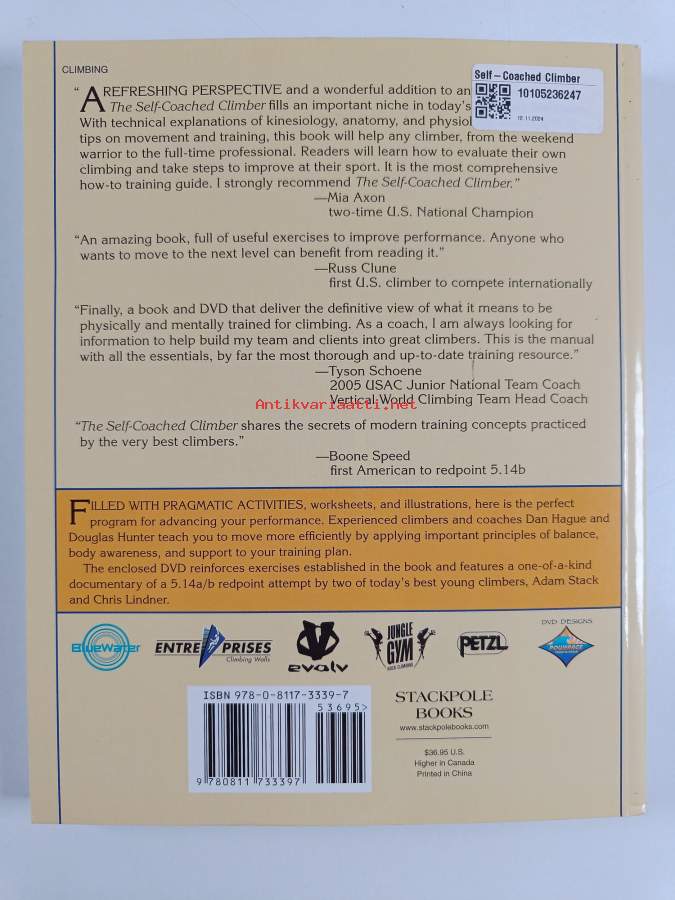 CLIMBING
Self-Coached Climber
10105236247
12.11.2024
“A REFRESHING PERSPECTIVE and a wonderful addition to an
The Self-Coached Climber fills an important niche in today's
With technical explanations of kinesiology, anatomy, and physiol
tips on movement and training, this book will help any climber, from the weekend
warrior to the full-time professional. Readers will learn how to evaluate their own
climbing and take steps to improve at their sport. It is the most comprehensive
how-to training guide. I strongly recommend The Self-Coached Climber.”
—Mia Axon
two-time U.S. National Champion
“An amazing book, full of useful exercises to improve performance. Anyone who
wants to move to the next level can benefit from reading it.”
—Russ Clune
first U.S. climber to compete internationally
“Finally, a book and DVD that deliver the definitive view of what it means to be
physically and mentally trained for climbing. As a coach, I am always looking for
information to help build my team and clients into great climbers. This is the manual
with all the essentials, by far the most thorough and up-to-date training resource.”
—Tyson Schoene
2005 USAC Junior National Team Coach
Vertical World Climbing Team Head Coach
Antikvariaatti.net
“The Self-Coached Climber shares the secrets of modern training concepts practiced
by the very best climbers.”
—Boone Speed
first American to redpoint 5.14b
FILLED WITH PRAGMATIC ACTIVITIES, worksheets, and illustrations, here is the perfect
program for advancing your performance. Experienced climbers and coaches Dan Hague and
Douglas Hunter teach you to move more efficiently by applying important principles of balance,
body awareness, and support to your training plan.
The enclosed DVD reinforces exercises established in the book and features a one-of-a-kind
documentary of a 5.14a/b redpoint attempt by two of today's best young climbers, Adam Stack
and Chris Lindner.
BlueWater
ENTRE PRISES
Climbing Walls
evolv
JUNGLE
GYM
ROCK CLIMBING
PETZL
DVD DESIGNS
ISBN 978-0-8117-3339-7
53695>
9 780811 733397
STACKPOLE
BOOKS
www.stackpolebooks.com
$36.95 U.S.
Higher in Canada
Printed in China